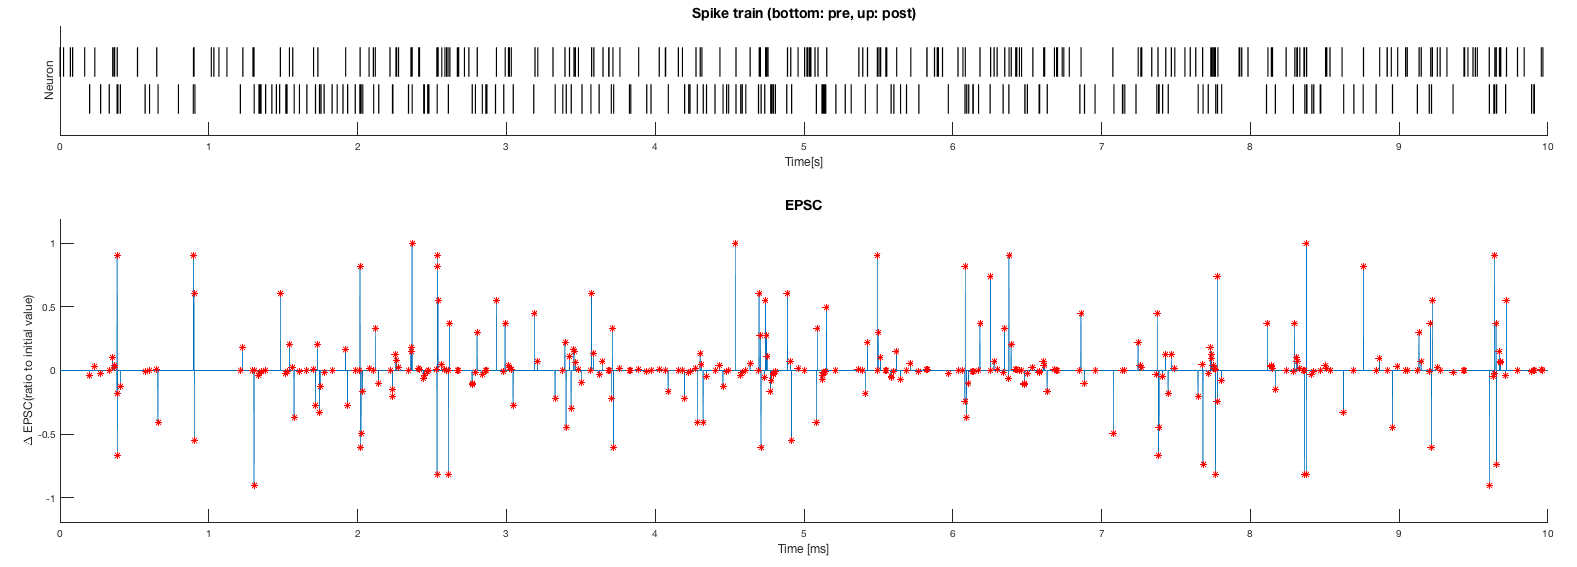 Spike train (bottom: pre, up: post)
Neuron
0 1 2 3 4 5 6 7 8 9 10
Time[s]
EPSC
Δ EPSC(ratio to initial value)
1
0.5
0
-0.5
-1
0 1 2 3 4 5 6 7 8 9 10
Time [ms]